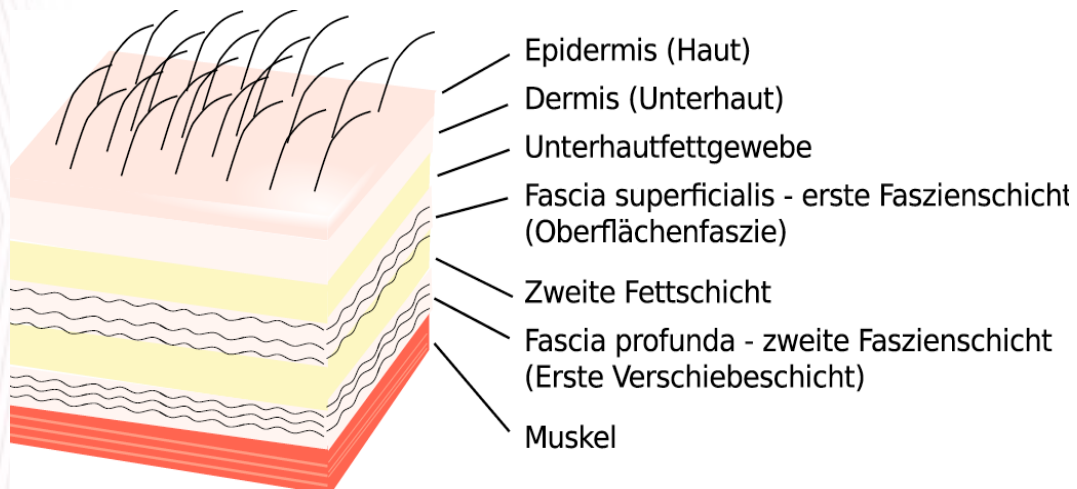 Epidermis (Haut)
Dermis (Unterhaut)
Unterhautfettgewebe
Fascia superficialis - erste Faszienschicht
(Oberflächenfaszie)
Zweite Fettschicht
Fascia profunda - zweite Faszienschicht
(Erste Verschiebeschicht)
Muskel